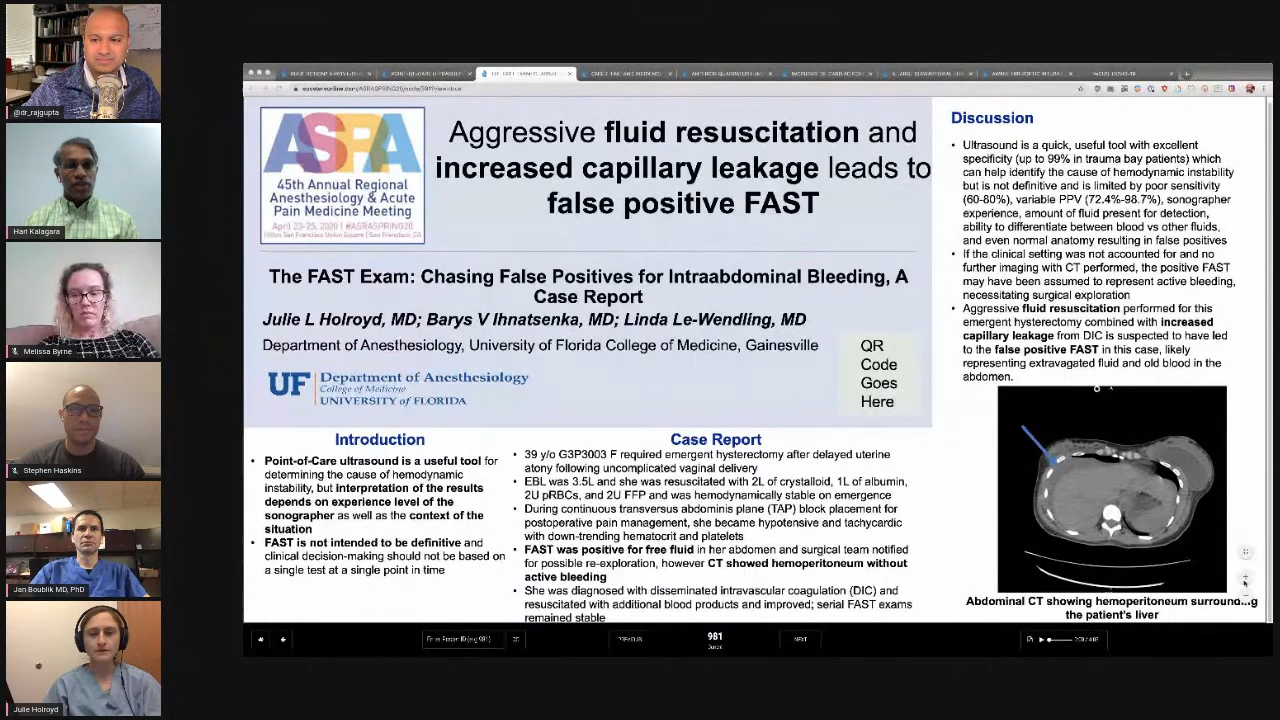 @dr_rajgupta
Hari Kalagara
Melissa Byrne
Stephen Haskins
Jan Boublik MD, PhD
Julie Holroyd
ASRA
45th Annual Regional
Anesthesiology & Acute
Pain Medicine Meeting
April 23-25, 2020 | #ASRASPRING20
Hilton San Francisco Union Square | San Francisco, CA
Aggressive fluid resuscitation and
increased capillary leakage leads to
false positive FAST
The FAST Exam: Chasing False Positives for Intraabdominal Bleeding, A
Case Report
Julie L Holroyd, MD; Barys V Ihnatsenka, MD; Linda Le-Wendling, MD
Department of Anesthesiology, University of Florida College of Medicine, Gainesville
QR
Code
Goes
Here
UF
Department of Anesthesiology
College of Medicine
UNIVERSITY of FLORIDA
Introduction
• Point-of-Care ultrasound is a useful tool for
determining the cause of hemodynamic
instability, but interpretation of the results
depends on experience level of the
sonographer as well as the context of the
situation
• FAST is not intended to be definitive and
clinical decision-making should not be based on
a single test at a single point in time
Case Report
• 39 y/o G3P3003 F required emergent hysterectomy after delayed uterine
atony following uncomplicated vaginal delivery
• EBL was 3.5L and she was resuscitated with 2L of crystalloid, 1L of albumin,
2U pRBCs, and 2U FFP and was hemodynamically stable on emergence
• During continuous transversus abdominis plane (TAP) block placement for
postoperative pain management, she became hypotensive and tachycardic
with down-trending hematocrit and platelets
• FAST was positive for free fluid in her abdomen and surgical team notified
for possible re-exploration, however CT showed hemoperitoneum without
active bleeding
• She was diagnosed with disseminated intravascular coagulation (DIC) and
resuscitated with additional blood products and improved; serial FAST exams
remained stable
Discussion
• Ultrasound is a quick, useful tool with excellent
specificity (up to 99% in trauma bay patients) which
can help identify the cause of hemodynamic instability
but is not definitive and is limited by poor sensitivity
(60-80%), variable PPV (72.4%-98.7%), sonographer
experience, amount of fluid present for detection,
ability to differentiate between blood vs other fluids,
and even normal anatomy resulting in false positives
• If the clinical setting was not accounted for and no
further imaging with CT performed, the positive FAST
may have been assumed to represent active bleeding,
necessitating surgical exploration
• Aggressive fluid resuscitation performed for this
emergent hysterectomy combined with increased
capillary leakage from DIC is suspected to have led
to the false positive FAST in this case, likely
representing extravagated fluid and old blood in the
abdomen.
Abdominal CT showing hemoperitoneum surrounding
the patient's liver
PREVIOUS
981
NEXT